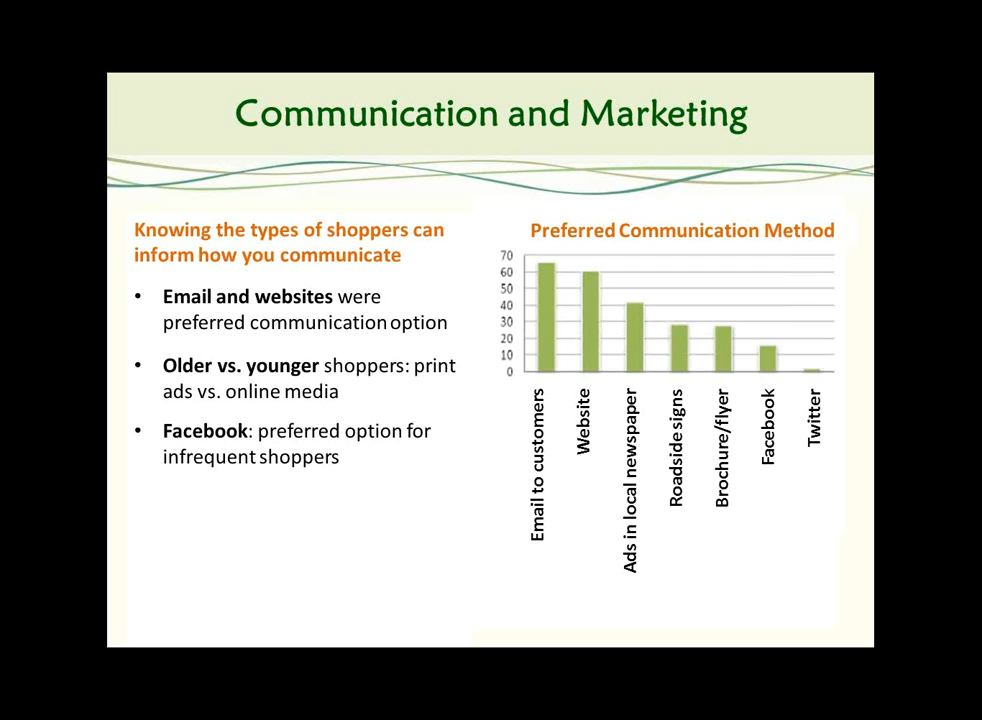 Communication and Marketing
Knowing the types of shoppers can
inform how you communicate
• Email and websites were
preferred communication option
• Older vs. younger shoppers: print
ads vs. online media
• Facebook: preferred option for
infrequent shoppers
Preferred Communication Method
70
60
50
40
30
20
10
0
Email to customers
Website
Ads in local newspaper
Roadside signs
Brochure/flyer
Facebook
Twitter